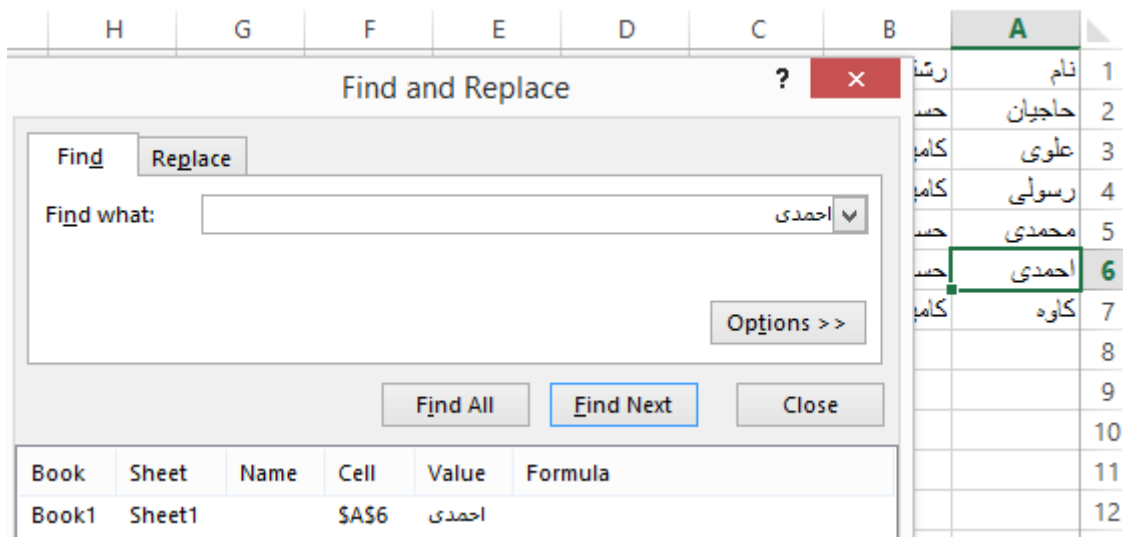 H G F E D C B A
Find and Replace ? ×
نام 1
حاجیان 2
Find Replace
علوی 3
رسولی 4
Find what: احمدی
محمدی 5
احمدی 6
Options >>
کاوه 7
8
Find All Find Next Close
9
10
Book Sheet Name Cell Value Formula
11
Book1 Sheet1 $A$6 احمدی
12